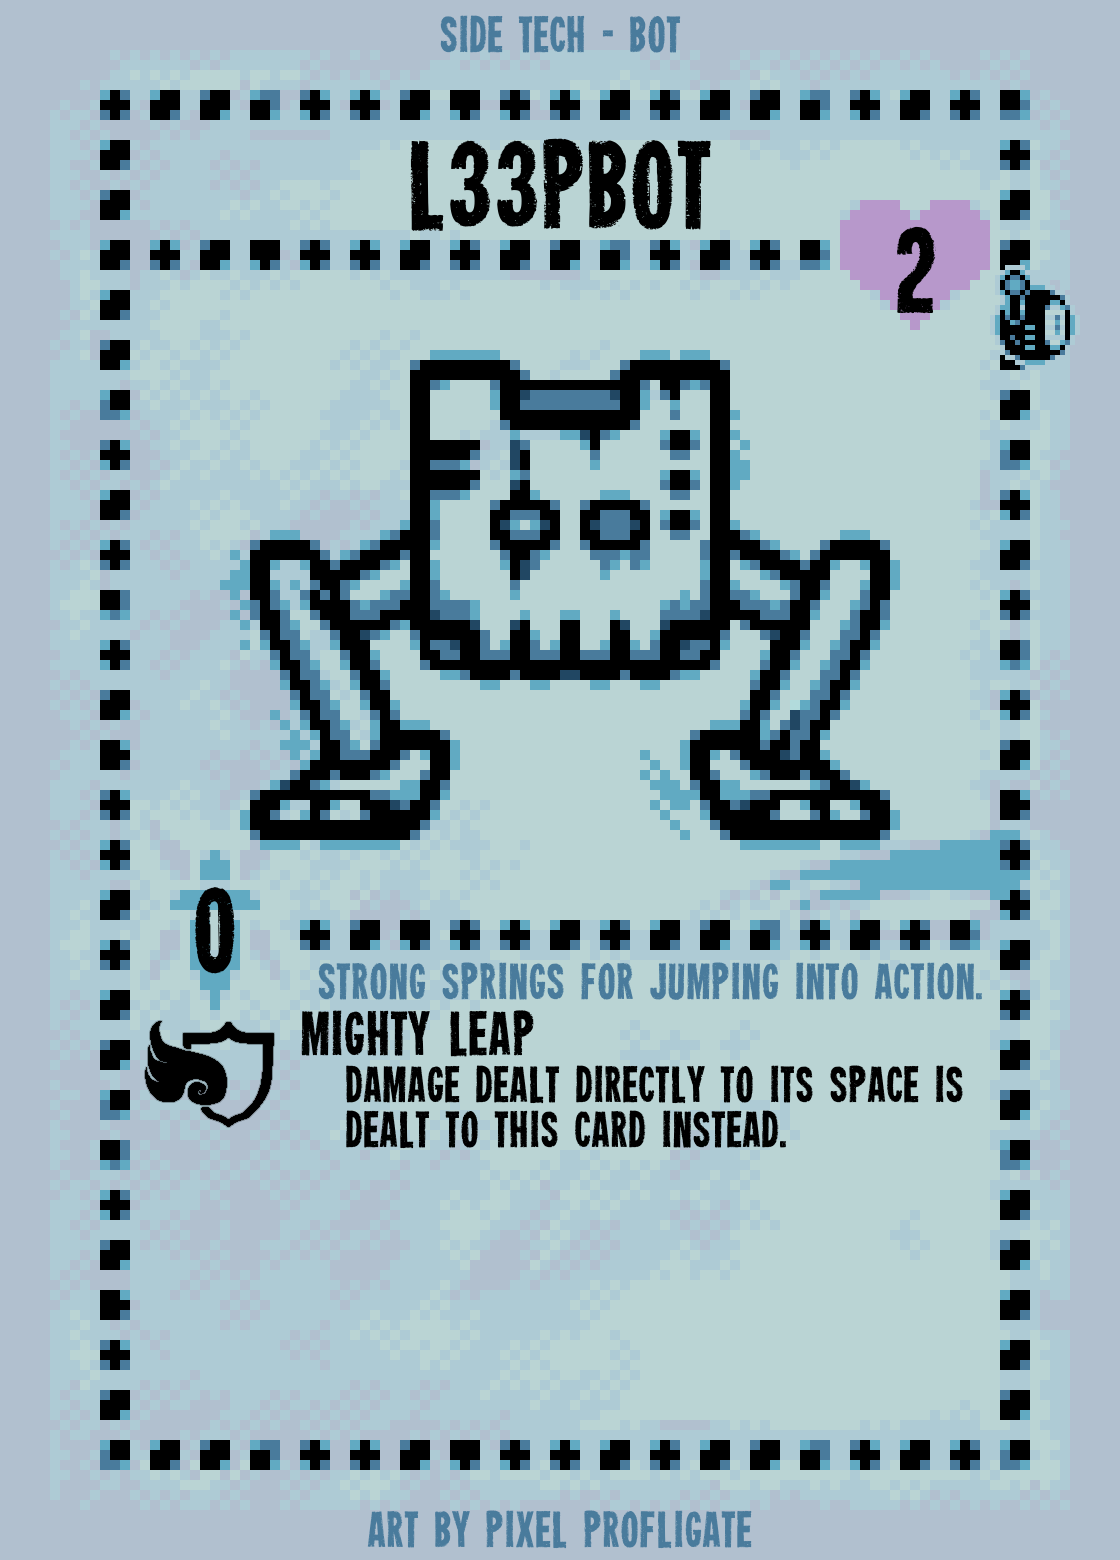 SIDE TECH - BOT
L33PBOT
2
0
STRONG SPRINGS FOR JUMPING INTO ACTION.
MIGHTY LEAP
DAMAGE DEALT DIRECTLY TO ITS SPACE IS
DEALT TO THIS CARD INSTEAD.
ART BY PIXEL PROFLIGATE